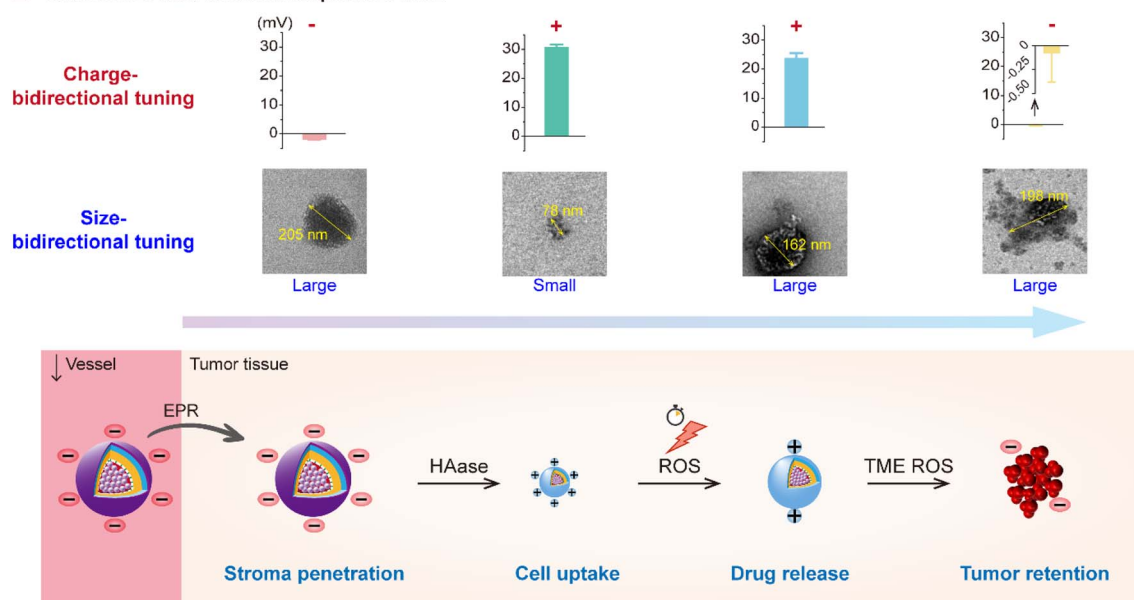 (mV)
-
+
+
-
30
20
10
0
30
20
10
0
30
20
10
0
30
20
10
0
0
-0.25
-0.50
Charge-
bidirectional tuning
Size-
bidirectional tuning
205 nm
78 nm
162 nm
198 nm
Large
Small
Large
Large
↓ Vessel
Tumor tissue
EPR
HAase
ROS
TME ROS
Stroma penetration
Cell uptake
Drug release
Tumor retention